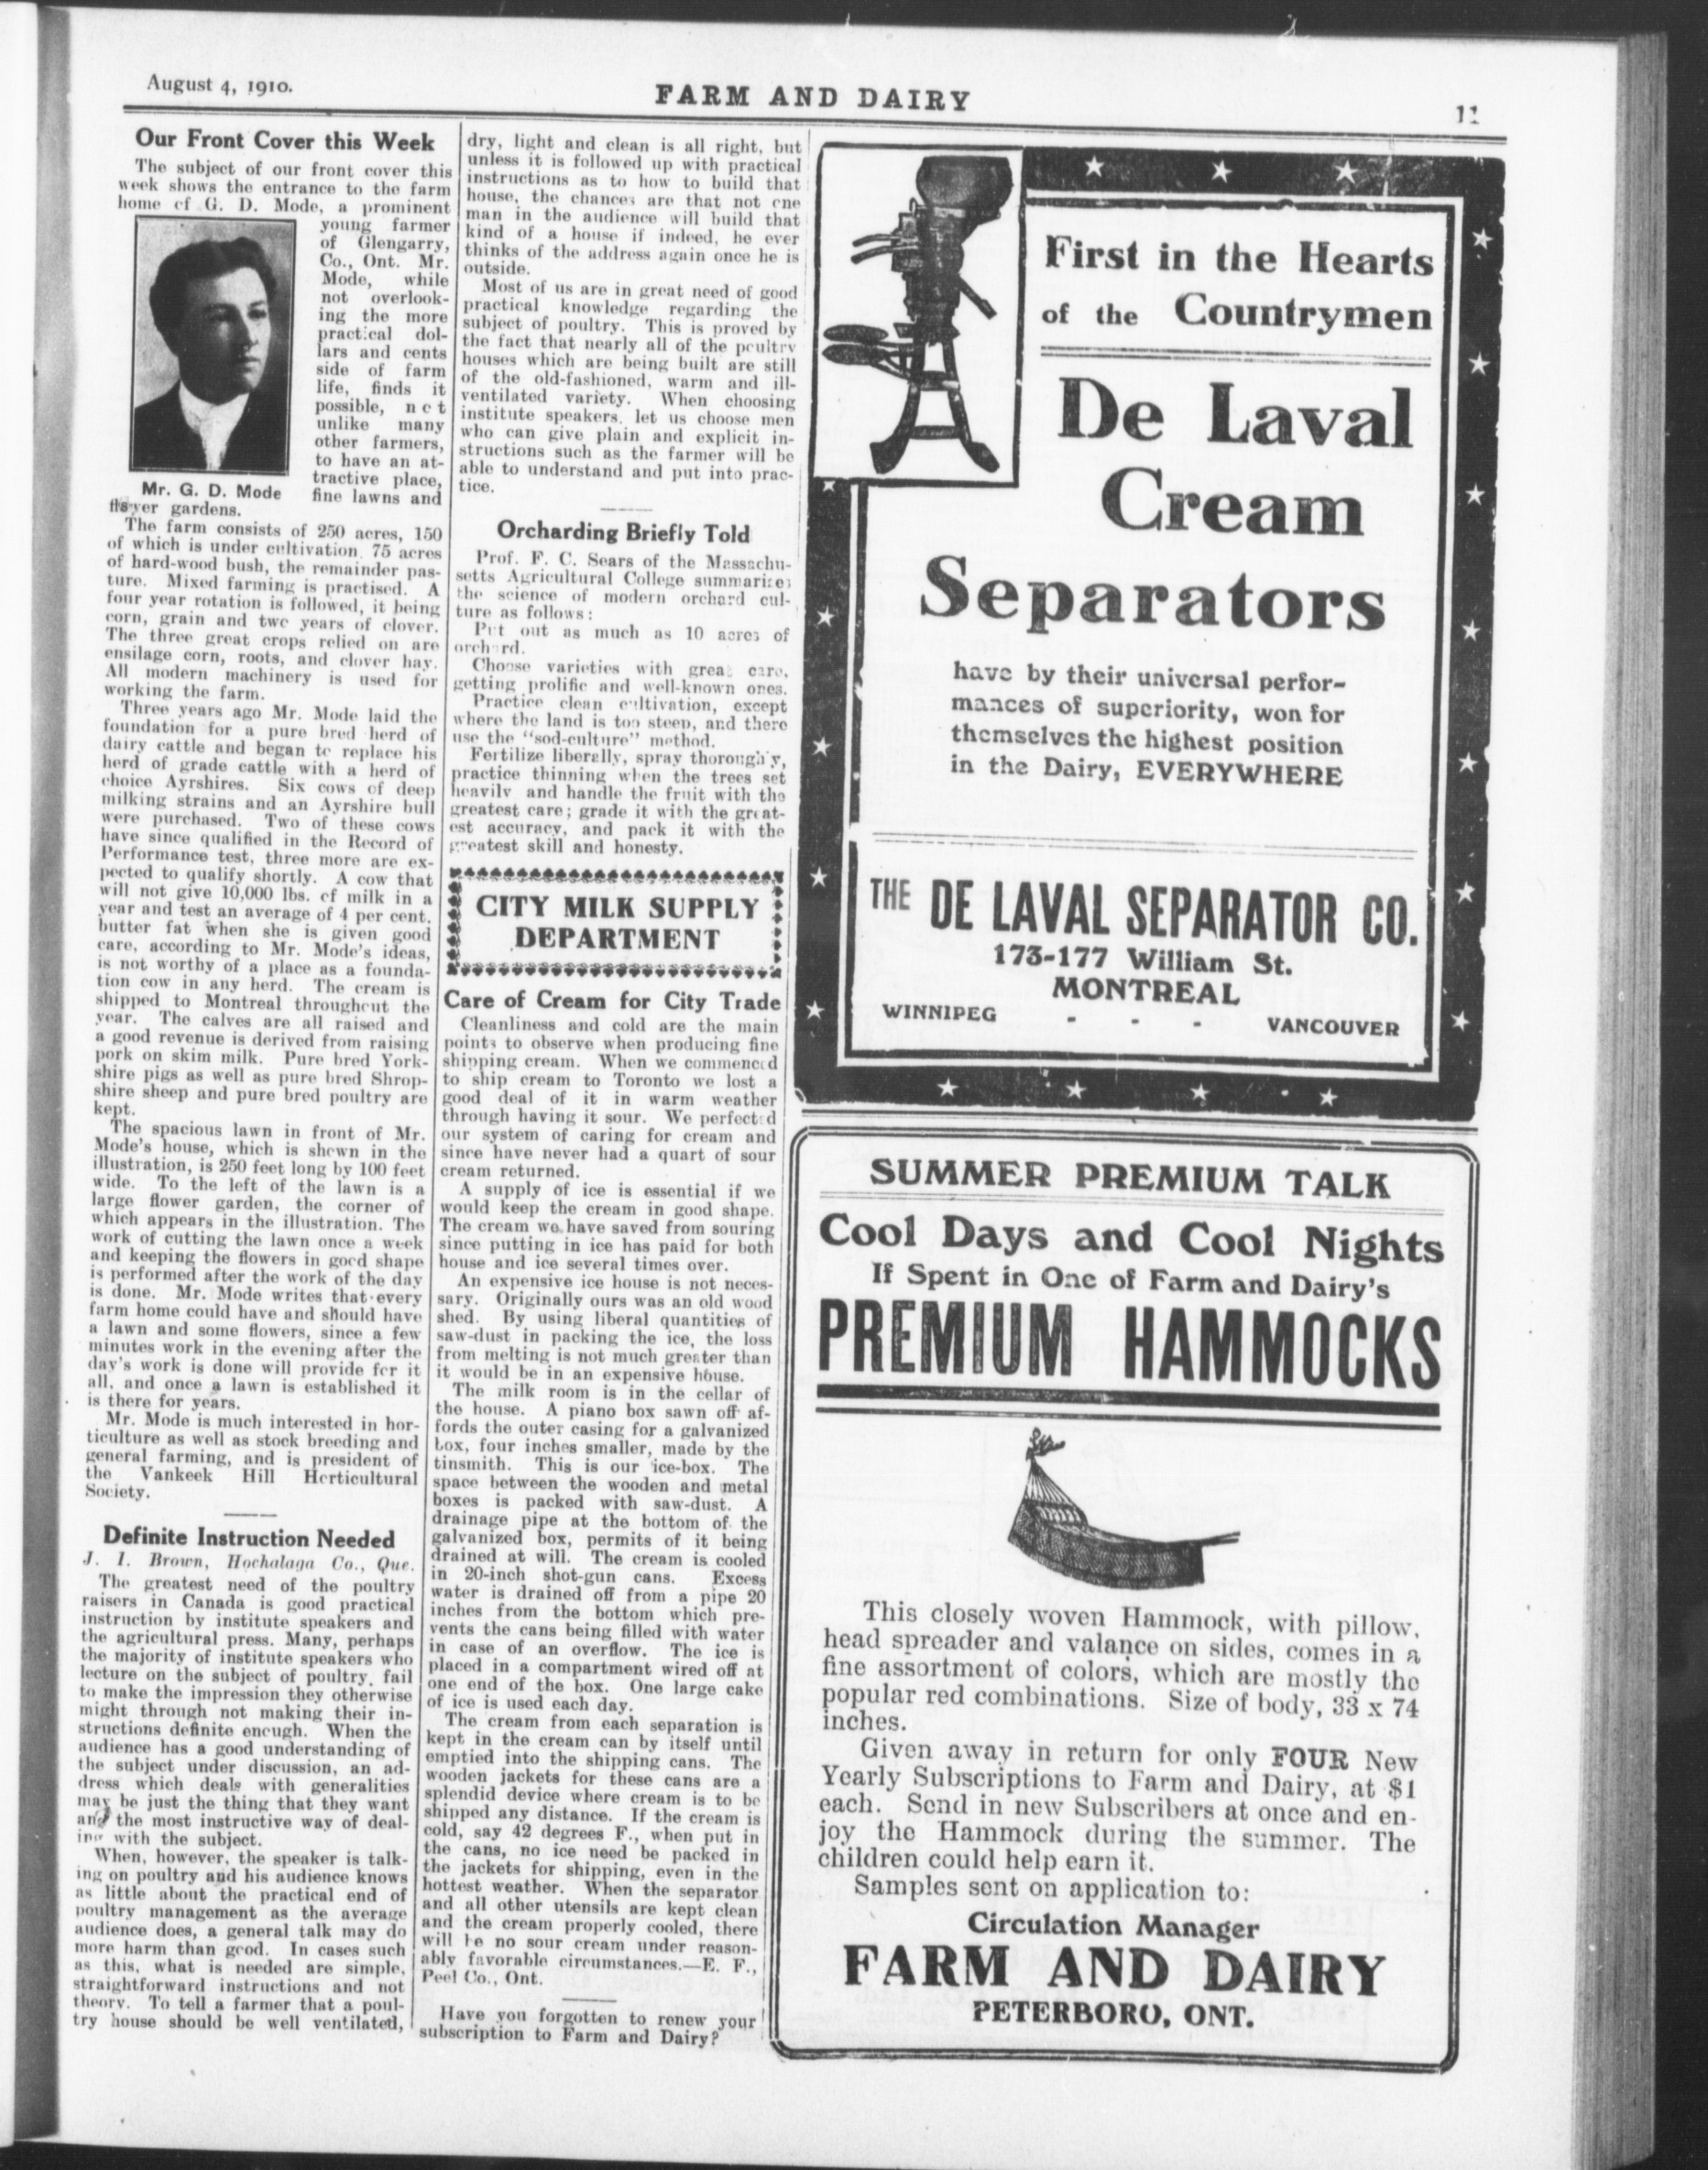 August 4, 1910.
FARM AND DAIRY
11
Our Front Cover this Week
The subject of our front cover this
week shows the entrance to the farm
home of G. D. Mode, a prominent
young farmer
of Glengarry,
Co., Ont. Mr.
Mode, while
not overlook-
ing the more
practical dol-
lars and cents
side of farm
life, finds it
possible, not
unlike many
other farmers,
to have an at-
tractive place,
fine lawns and
Mr. G. D. Mode
flower gardens.
The farm consists of 250 acres, 150
of which is under cultivation, 75 acres
of hard-wood bush, the remainder pas-
ture. Mixed farming is practised. A
four year rotation is followed, it being
corn, grain and two years of clover.
The three great crops relied on are
ensilage corn, roots, and clover hay.
All modern machinery is used for
working the farm.
Three years ago Mr. Mode laid the
foundation for a pure bred herd of
dairy cattle and began to replace his
herd of grade cattle with a herd of
choice Ayrshires. Six cows of deep
milking strains and an Ayrshire bull
were purchased. Two of these cows
have since qualified in the Record of
Performance test, three more are ex-
pected to qualify shortly. A cow that
will not give 10,000 lbs. of milk in a
year and test an average of 4 per cent.
butter fat when she is given good
care, according to Mr. Mode's ideas,
is not worthy of a place as a founda-
tion cow in any herd. The cream is
shipped to Montreal throughout the
year. The calves are all raised and
a good revenue is derived from raising
pork on skim milk. Pure bred York-
shire pigs as well as pure bred Shrop-
shire sheep and pure bred poultry are
kept.
The spacious lawn in front of Mr.
Mode's house, which is shown in the
illustration, is 250 feet long by 100 feet
wide. To the left of the lawn is a
large flower garden, the corner of
which appears in the illustration. The
work of cutting the lawn once a week
and keeping the flowers in good shape
is performed after the work of the day
is done. Mr. Mode writes that every
farm home could have and should have
a lawn and some flowers, since a few
minutes work in the evening after the
day's work is done will provide for it
all, and once a lawn is established it
is there for years.
Mr. Mode is much interested in hor-
ticulture as well as stock breeding and
general farming, and is president of
the Vankeek Hill Horticultural
Society.
Definite Instruction Needed
J. I. Brown, Hochalaga Co., Que.
The greatest need of the poultry
raisers in Canada is good practical
instruction by institute speakers and
the agricultural press. Many, perhaps
the majority of institute speakers who
lecture on the subject of poultry, fail
to make the impression they otherwise
might through not making their in-
structions definite enough. When the
audience has a good understanding of
the subject under discussion, an ad-
dress which deals with generalities
may be just the thing that they want
and the most instructive way of deal-
ing with the subject.
When, however, the speaker is talk-
ing on poultry and his audience knows
as little about the practical end of
poultry management as the average
audience does, a general talk may do
more harm than good. In cases such
as this, what is needed are simple,
straightforward instructions and not
theory. To tell a farmer that a poul-
try house should be well ventilated,
dry, light and clean is all right, but
unless it is followed up with practical
instructions as to how to build that
house, the chances are that not one
man in the audience will build that
kind of a house if indeed, he ever
thinks of the address again once he is
outside.
Most of us are in great need of good
practical knowledge regarding the
subject of poultry. This is proved by
the fact that nearly all of the poultry
houses which are being built are still
of the old-fashioned, warm and ill-
ventilated variety. When choosing
institute speakers, let us choose men
who can give plain and explicit in-
structions such as the farmer will be
able to understand and put into prac-
tice.
Orcharding Briefly Told
Prof. F. C. Sears of the Massachu-
setts Agricultural College summarizes
the science of modern orchard cul-
ture as follows:
Put out as much as 10 acres of
orchard.
Choose varieties with great care,
getting prolific and well-known ones.
Practice clean cultivation, except
where the land is too steep, and there
use the "sod-culture" method.
Fertilize liberally, spray thoroughly,
practice thinning when the trees set
heavily and handle the fruit with the
greatest care; grade it with the great-
est accuracy, and pack it with the
greatest skill and honesty.
CITY MILK SUPPLY
DEPARTMENT
Care of Cream for City Trade
Cleanliness and cold are the main
points to observe when producing fine
shipping cream. When we commenced
to ship cream to Toronto we lost a
good deal of it in warm weather
through having it sour. We perfected
our system of caring for cream and
since have never had a quart of sour
cream returned.
A supply of ice is essential if we
would keep the cream in good shape.
The cream we have saved from souring
since putting in ice has paid for both
house and ice several times over.
An expensive ice house is not neces-
sary. Originally ours was an old wood
shed. By using liberal quantities of
saw-dust in packing the ice, the loss
from melting is not much greater than
it would be in an expensive house.
The milk room is in the cellar of
the house. A piano box sawn off af-
fords the outer casing for a galvanized
box, four inches smaller, made by the
tinsmith. This is our ice-box. The
space between the wooden and metal
boxes is packed with saw-dust. A
drainage pipe at the bottom of the
galvanized box, permits of it being
drained at will. The cream is cooled
in 20-inch shot-gun cans. Excess
water is drained off from a pipe 20
inches from the bottom which pre-
vents the cans being filled with water
in case of an overflow. The ice is
placed in a compartment wired off at
one end of the box. One large cake
of ice is used each day.
The cream from each separation is
kept in the cream can by itself until
emptied into the shipping cans. The
wooden jackets for these cans are a
splendid device where cream is to be
shipped any distance. If the cream is
cold, say 42 degrees F., when put in
the cans, no ice need be packed in
the jackets for shipping, even in the
hottest weather. When the separator
and all other utensils are kept clean
and the cream properly cooled, there
will be no sour cream under reason-
ably favorable circumstances.—E. F.,
Peel Co., Ont.
Have you forgotten to renew your
subscription to Farm and Dairy?
First in the Hearts
of the Countrymen
De Laval
Cream
Separators
have by their universal perfor-
mances of superiority, won for
themselves the highest position
in the Dairy, EVERYWHERE
THE DE LAVAL SEPARATOR CO.
173-177 William St.
MONTREAL
WINNIPEG - - - VANCOUVER
SUMMER PREMIUM TALK
Cool Days and Cool Nights
If Spent in One of Farm and Dairy's
PREMIUM HAMMOCKS
This closely woven Hammock, with pillow,
head spreader and valance on sides, comes in a
fine assortment of colors, which are mostly the
popular red combinations. Size of body, 33 x 74
inches.
Given away in return for only FOUR New
Yearly Subscriptions to Farm and Dairy, at $1
each. Send in new Subscribers at once and en-
joy the Hammock during the summer. The
children could help earn it.
Samples sent on application to:
Circulation Manager
FARM AND DAIRY
PETERBORO, ONT.